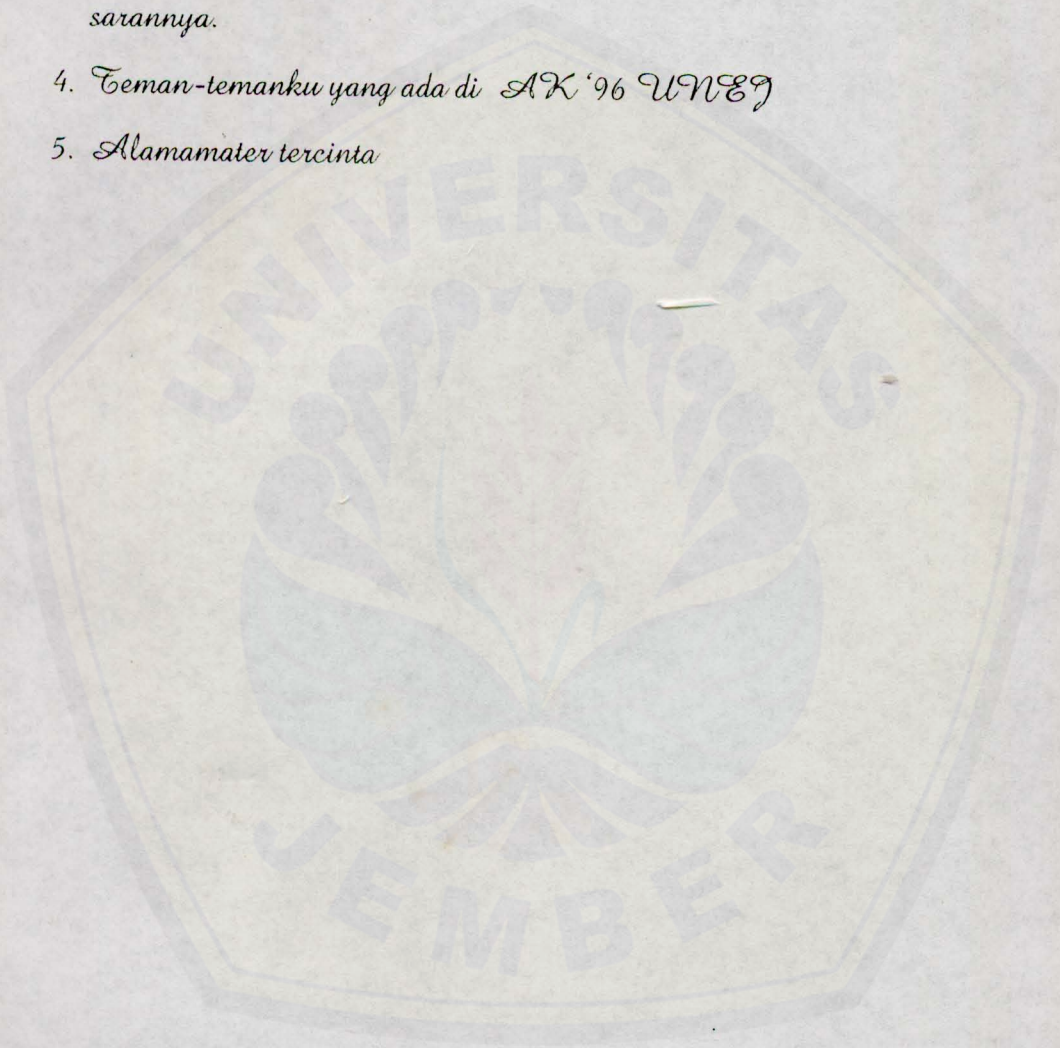 sarannya.
4. Teman-temanku yang ada di AK '96 UNEJ
5. Alamamater tercinta
UNIVERSITAS
JEMBER